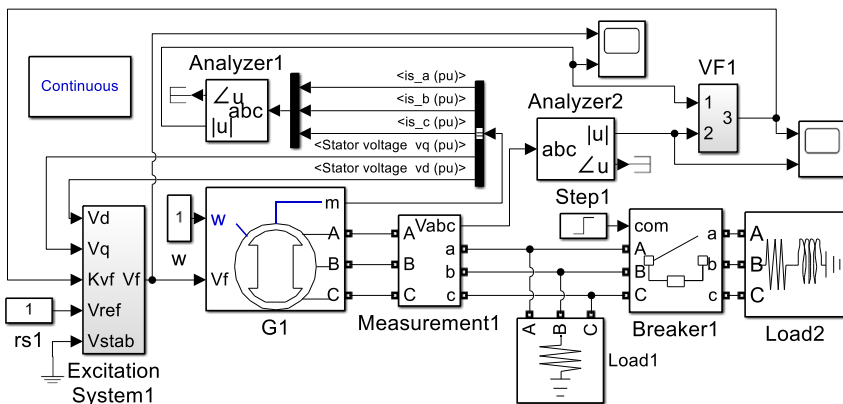 Analyzer1
<is_a (pu)>
VF1
Continuous
∠u
abc
|u|
<is_b (pu)>
Analyzer2
1
3
2
<is_c (pu)>
|u|
abc
∠u
<Stator voltage  vq (pu)>
<Stator voltage  vd (pu)>
Step1
1
w
w
m
Vabc
com
Vd
A
A
a
A
a
A
Vq
B
B
b
B
b
B
Kvf
Vf
Vf
C
C
c
C
c
C
1
Vref
rs1
Vstab
G1
Measurement1
A
B
C
Breaker1
Load2
Load1
Excitation
System1